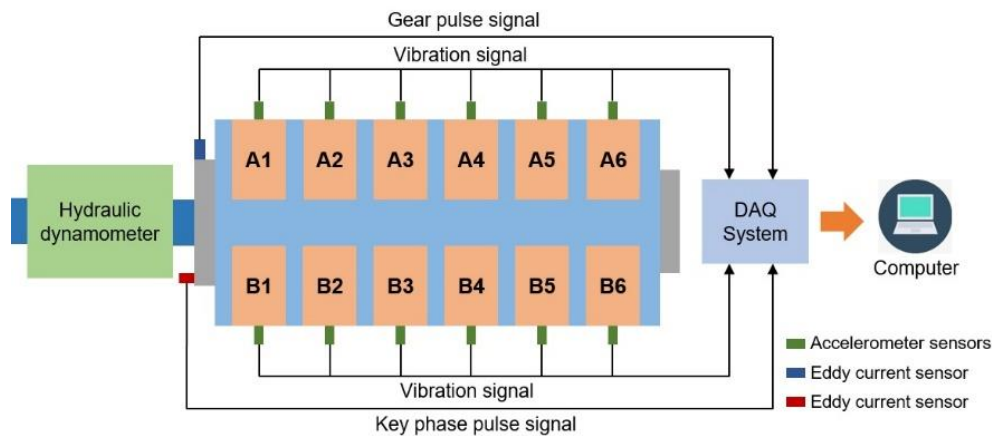 Gear pulse signal
Vibration signal
A1 A2 A3 A4 A5 A6
Hydraulic
dynamometer
DAQ
System
Computer
B1 B2 B3 B4 B5 B6
Accelerometer sensors
Eddy current sensor
Eddy current sensor
Vibration signal
Key phase pulse signal